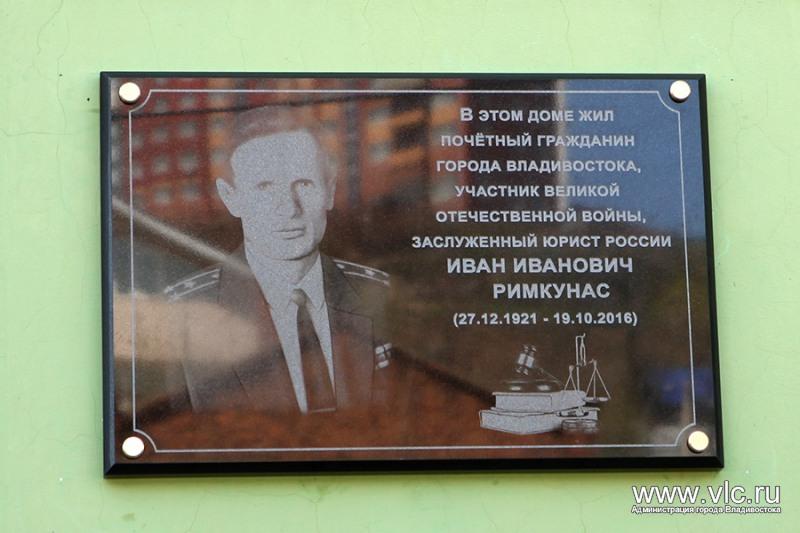 В ЭТОМ ДОМЕ ЖИЛ
ПОЧЁТНЫЙ ГРАЖДАНИН
ГОРОДА ВЛАДИВОСТОКА,
УЧАСТНИК ВЕЛИКОЙ
ОТЕЧЕСТВЕННОЙ ВОЙНЫ,
ЗАСЛУЖЕННЫЙ ЮРИСТ РОССИИ
ИВАН ИВАНОВИЧ
РИМКУНАС
(27.12.1921 - 19.10.2016)
www.vlc.ru
Администрация города Владивостока